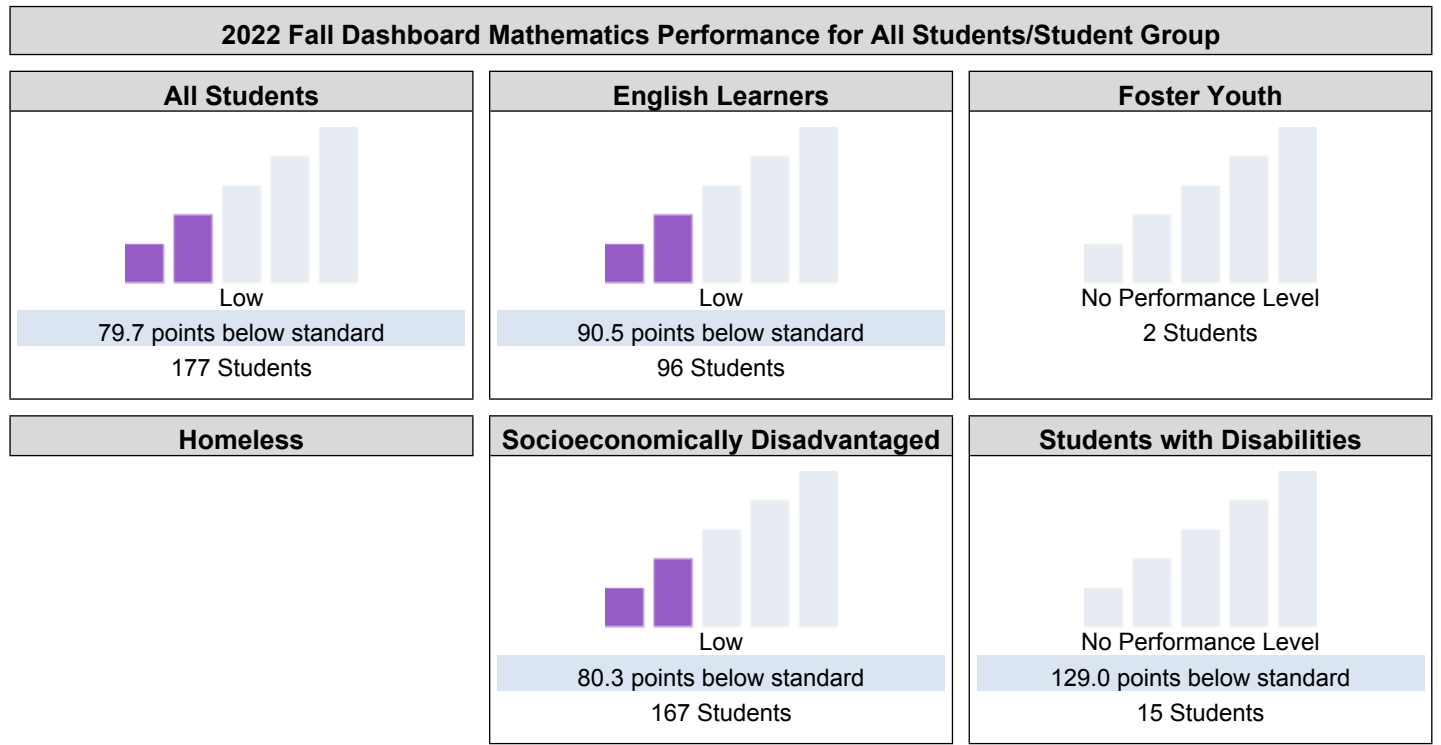 2022 Fall Dashboard Mathematics Performance for All Students/Student Group
All Students
Low
79.7 points below standard
177 Students
English Learners
Low
90.5 points below standard
96 Students
Foster Youth
No Performance Level
2 Students
Homeless
Socioeconomically Disadvantaged
Low
80.3 points below standard
167 Students
Students with Disabilities
No Performance Level
129.0 points below standard
15 Students